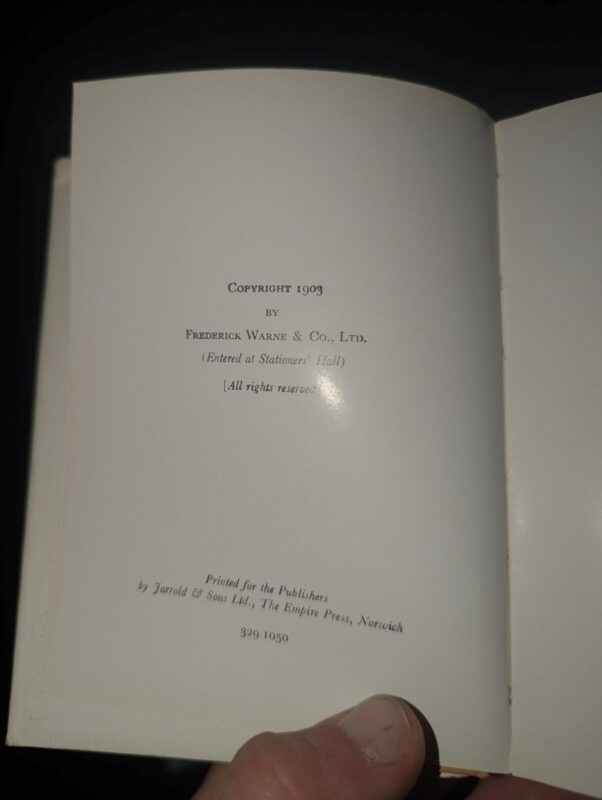 COPYRIGHT 1903
BY
FREDERICK WARNE & CO., LTD.
(Entered at Stationers' Hall)
[All rights reserved
Printed for the Publishers
by Jarrold & Sons Ltd., The Empire Press, Norwich
329 1050